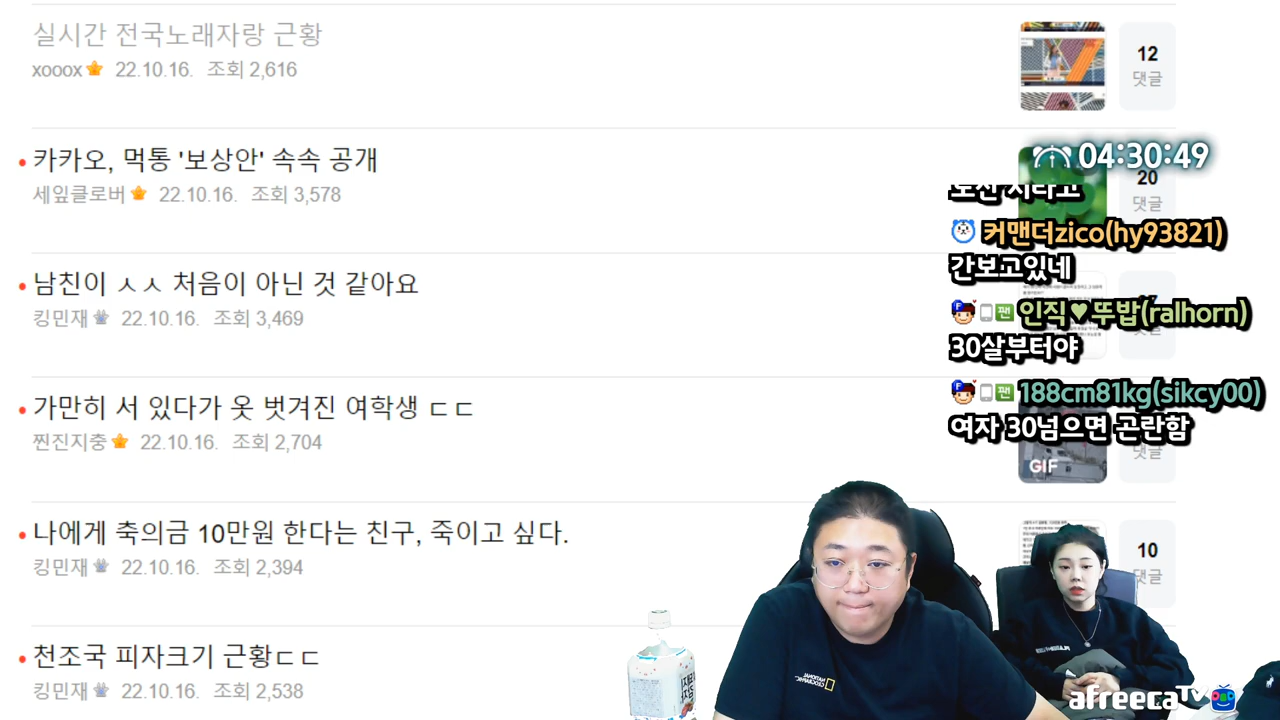 실시간 전국노래자랑 근황
xooox 22.10.16. 조회 2,616
12
댓글
카카오, 먹통 '보상안' 속속 공개
세잎클로버 22.10.16. 조회 3,578
20
댓글
04:30:49
남친이 ㅅㅅ 처음이 아닌 것 같아요
킹민재 22.10.16. 조회 3,469
가만히 서 있다가 옷 벗겨진 여학생 ㄷㄷ
찐진지충 22.10.16. 조회 2,704
GIF
댓글
나에게 축의금 10만원 한다는 친구, 죽이고 싶다.
킹민재 22.10.16. 조회 2,394
10
댓글
천조국 피자크기 근황ㄷㄷ
킹민재 22.10.16. 조회 2,538
커맨더zico(hy93821)
간보고있네
팬 인직♥뚜밥(ralhorn)
30살부터야
팬 188cm81kg(sikcy00)
여자 30넘으면 곤란함
NATIONAL
GEOGRAPHIC
afreecaTV